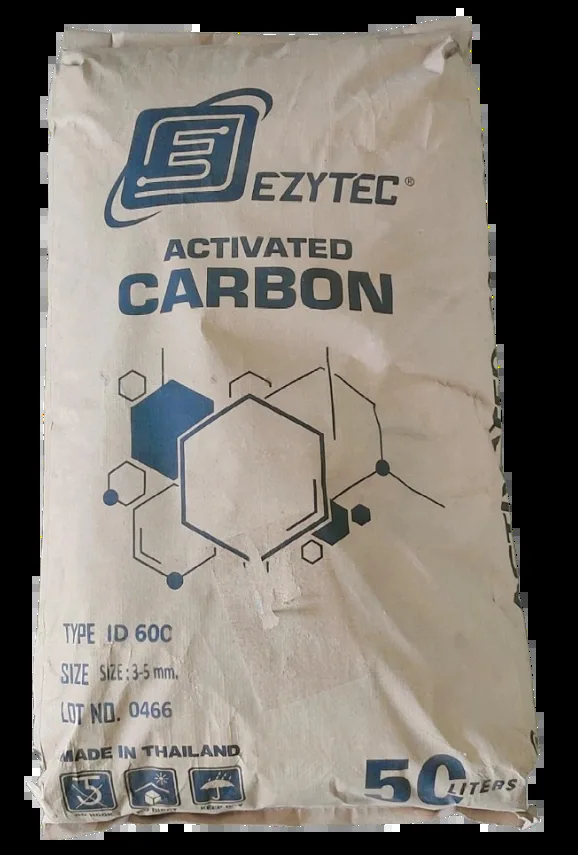 EZYTEC®
ACTIVATED
CARBON
TYPE ID 60C
SIZE SIZE: 3-5 mm.
LOT NO. 0466
MADE IN THAILAND
50 LITERS